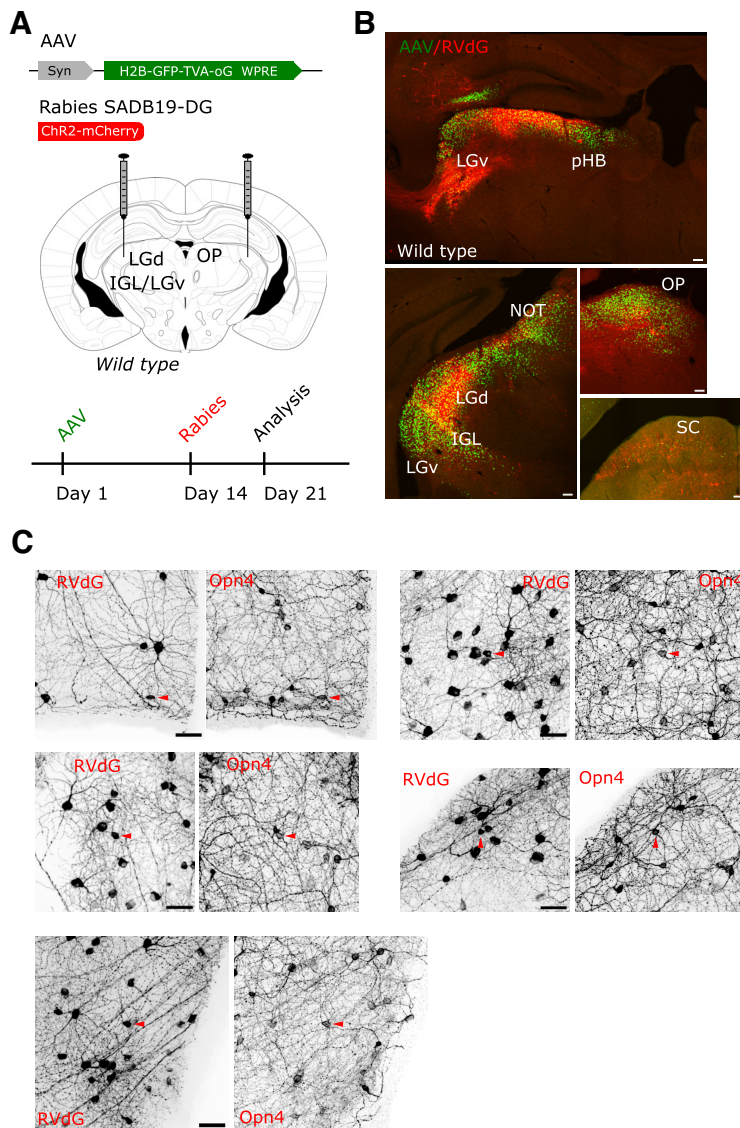 A
AAV
Syn
H2B-GFP-TVA-oG WPRE
Rabies SADB19-DG
ChR2-mCherry
LGd
OP
IGL/LGv
Wild type
AAV
Rabies
Analysis
Day 1
Day 14
Day 21
B
AAV/RVdG
LGv
pHB
Wild type
NOT
LGd
IGL
LGv
OP
SC
C
RVdG
Opn4
RVdG
Opn4
RVdG
Opn4
RVdG
Opn4
RVdG
Opn4